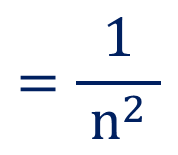 = 1/n²